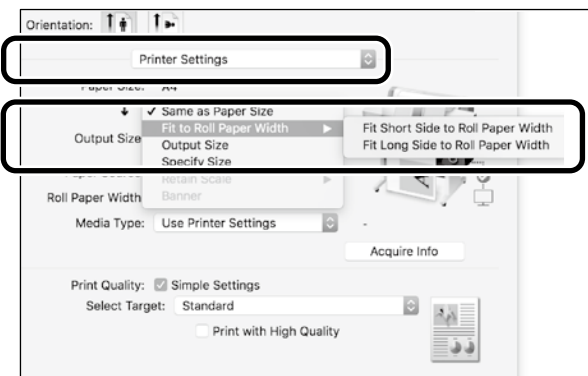 Orientation:
Printer Settings
Paper Size: A4
Same as Paper Size
Fit to Roll Paper Width
Fit Short Side to Roll Paper Width
Output Size
Output Size
Fit Long Side to Roll Paper Width
Specify Size
Retain Scale
Roll Paper Width
Banner
Media Type: Use Printer Settings
-
Acquire Info
Print Quality: Simple Settings
Select Target: Standard
Print with High Quality